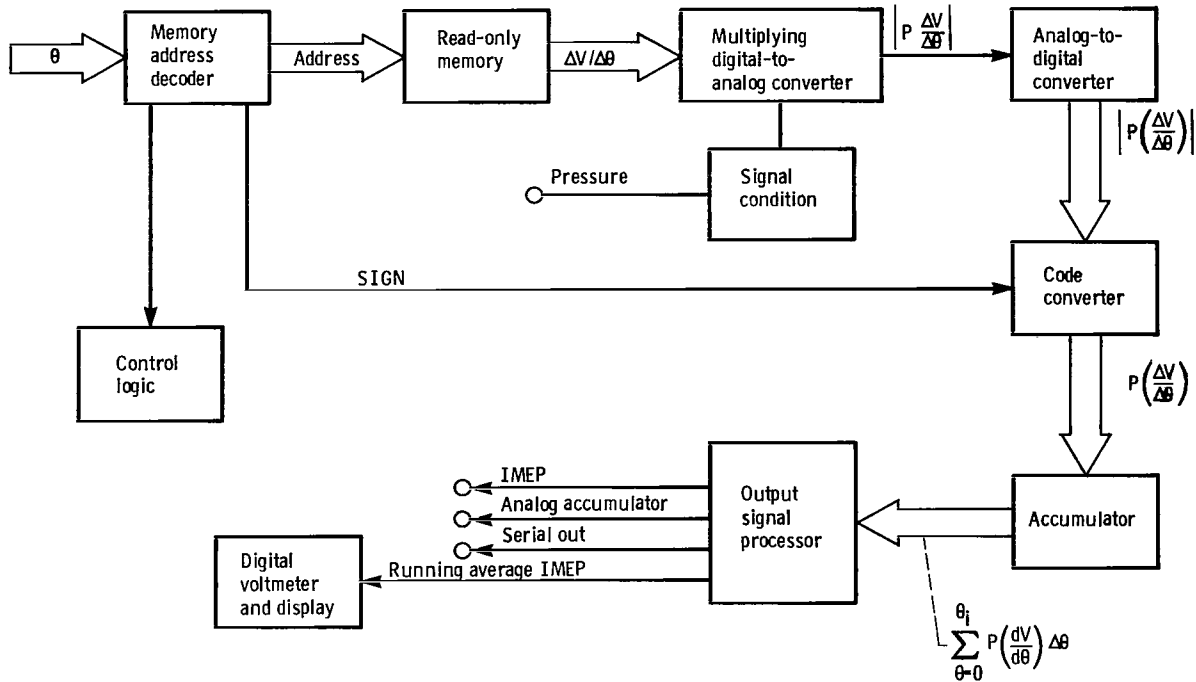 θ
Memory
address
decoder
Address
Read-only
memory
ΔV/Δθ
Multiplying
digital-to-
analog converter
|P ΔV/Δθ|
Analog-to-
digital
converter
|P(ΔV/Δθ)|
Pressure
Signal
condition
SIGN
Code
converter
Control
logic
P(ΔV/Δθ)
IMEP
Analog accumulator
Serial out
Running average IMEP
Output
signal
processor
Accumulator
Digital
voltmeter
and display
θi
∑ P(dV/dθ) Δθ
θ=0